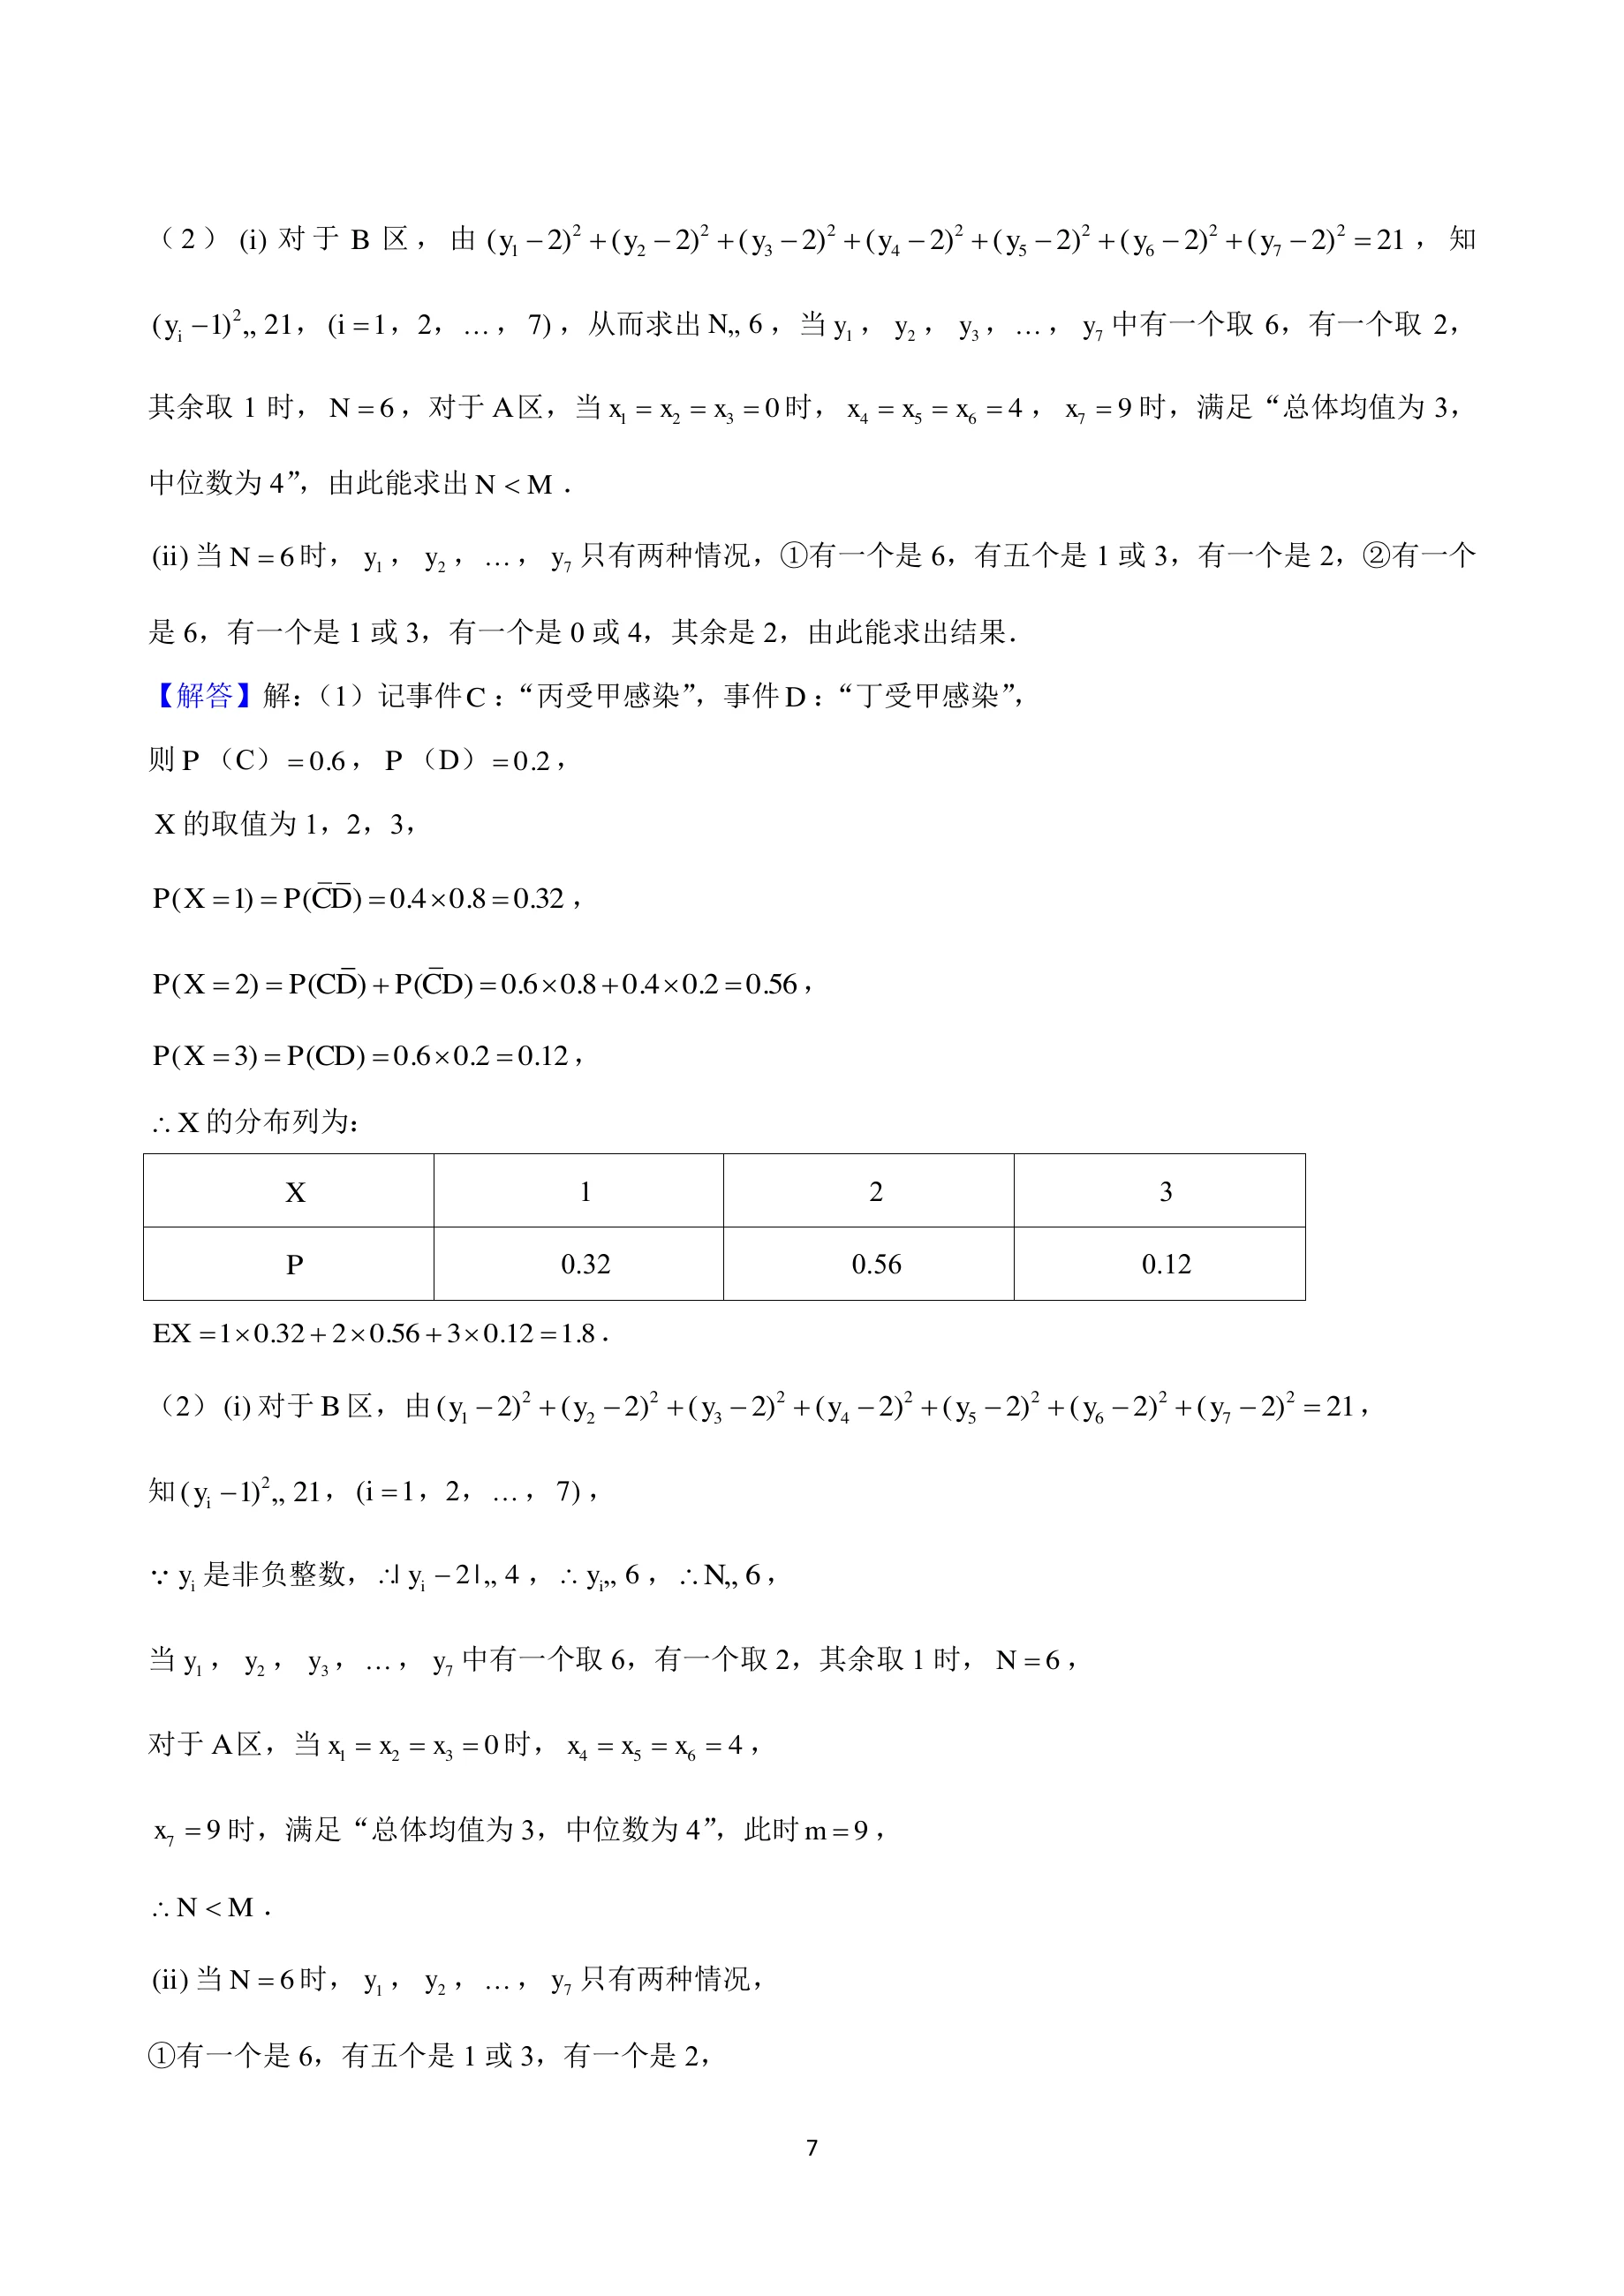 （2）(i) 对于 B 区，由 (y₁ − 2)² + (y₂ − 2)² + (y₃ − 2)² + (y₄ − 2)² + (y₅ − 2)² + (y₆ − 2)² + (y₇ − 2)² = 21，知
(yᵢ − 1)²„ 21，(i = 1，2，…，7)，从而求出 N„ 6，当 y₁，y₂，y₃，…，y₇ 中有一个取 6，有一个取 2，
其余取 1 时，N = 6，对于 A 区，当 x₁ = x₂ = x₃ = 0 时，x₄ = x₅ = x₆ = 4，x₇ = 9 时，满足“总体均值为 3，
中位数为 4”，由此能求出 N < M．
(ii) 当 N = 6 时，y₁，y₂，…，y₇ 只有两种情况，①有一个是 6，有五个是 1 或 3，有一个是 2，②有一个
是 6，有一个是 1 或 3，有一个是 0 或 4，其余是 2，由此能求出结果．
【解答】解：（1）记事件 C：“丙受甲感染”，事件 D：“丁受甲感染”，
则 P（C）= 0.6，P（D）= 0.2，
X 的取值为 1，2，3，
P(X = 1) = P(C̅D̅) = 0.4 × 0.8 = 0.32，
P(X = 2) = P(CD̅) + P(C̅D) = 0.6 × 0.8 + 0.4 × 0.2 = 0.56，
P(X = 3) = P(CD) = 0.6 × 0.2 = 0.12，
∴ X 的分布列为：
X 1 2 3
P 0.32 0.56 0.12
EX = 1 × 0.32 + 2 × 0.56 + 3 × 0.12 = 1.8．
（2）(i) 对于 B 区，由 (y₁ − 2)² + (y₂ − 2)² + (y₃ − 2)² + (y₄ − 2)² + (y₅ − 2)² + (y₆ − 2)² + (y₇ − 2)² = 21，
知 (yᵢ − 1)²„ 21，(i = 1，2，…，7)，
∵ yᵢ 是非负整数，∴| yᵢ − 2 |„ 4，∴ yᵢ„ 6，∴ N„ 6，
当 y₁，y₂，y₃，…，y₇ 中有一个取 6，有一个取 2，其余取 1 时，N = 6，
对于 A 区，当 x₁ = x₂ = x₃ = 0 时，x₄ = x₅ = x₆ = 4，
x₇ = 9 时，满足“总体均值为 3，中位数为 4”，此时 m = 9，
∴ N < M．
(ii) 当 N = 6 时，y₁，y₂，…，y₇ 只有两种情况，
①有一个是 6，有五个是 1 或 3，有一个是 2，
7